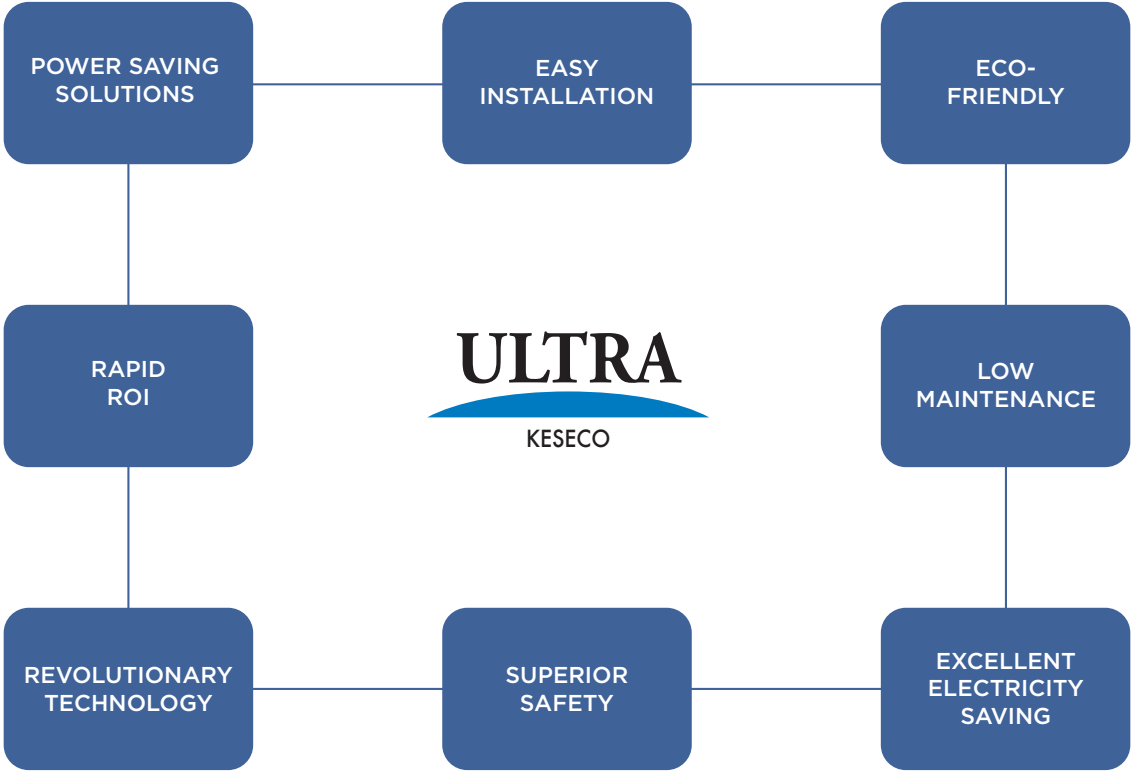 POWER SAVING
SOLUTIONS
EASY
INSTALLATION
ECO-
FRIENDLY
RAPID
ROI
ULTRA
KESECO
LOW
MAINTENANCE
REVOLUTIONARY
TECHNOLOGY
SUPERIOR
SAFETY
EXCELLENT
ELECTRICITY
SAVING